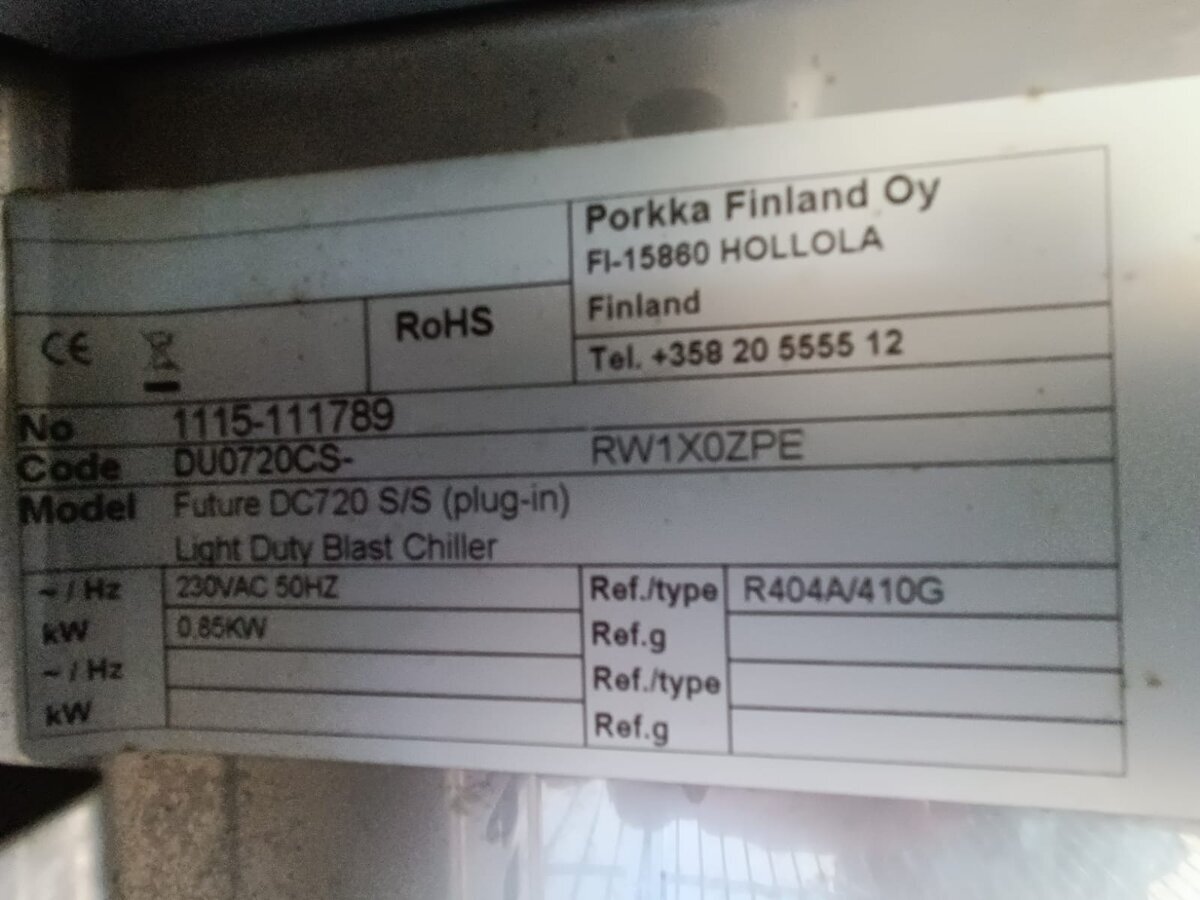 Porkka Finland Oy
FI-15860 HOLLOLA
Finland
CE
RoHS
Tel. +358 20 5555 12
No 1115-111789
Code DU0720CS- RW1X0ZPE
Model Future DC720 S/S (plug-in)
Light Duty Blast Chiller
~ / Hz 230VAC 50HZ Ref./type R404A/410G
kW 0,85KW Ref.g
~ / Hz Ref./type
kW Ref.g